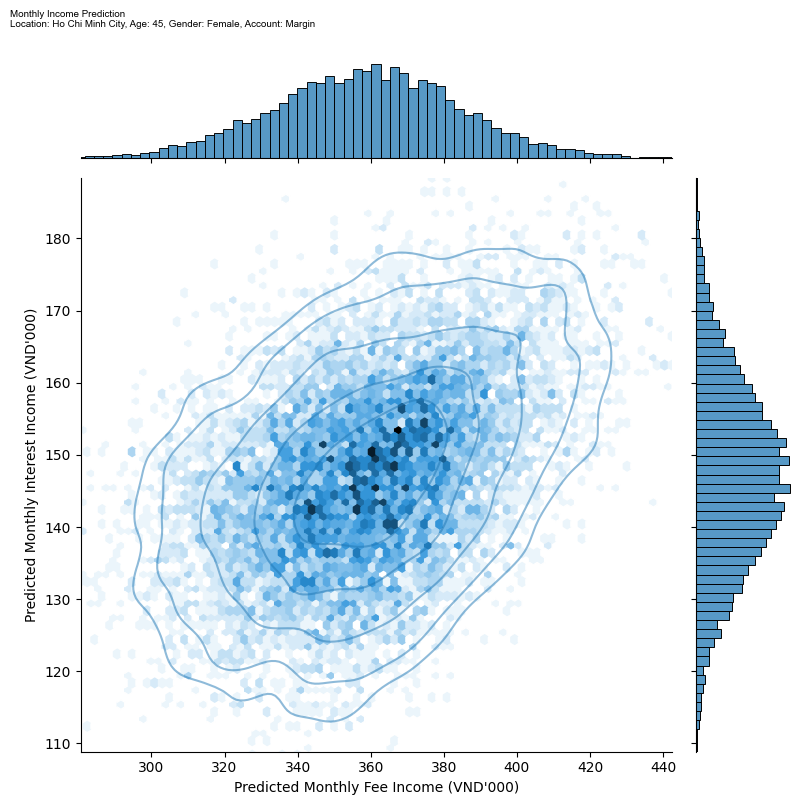 Monthly Income Prediction
Location: Ho Chi Minh City, Age: 45, Gender: Female, Account: Margin
180
170
160
150
140
130
120
110
Predicted Monthly Interest Income (VND'000)
300 320 340 360 380 400 420 440
Predicted Monthly Fee Income (VND'000)